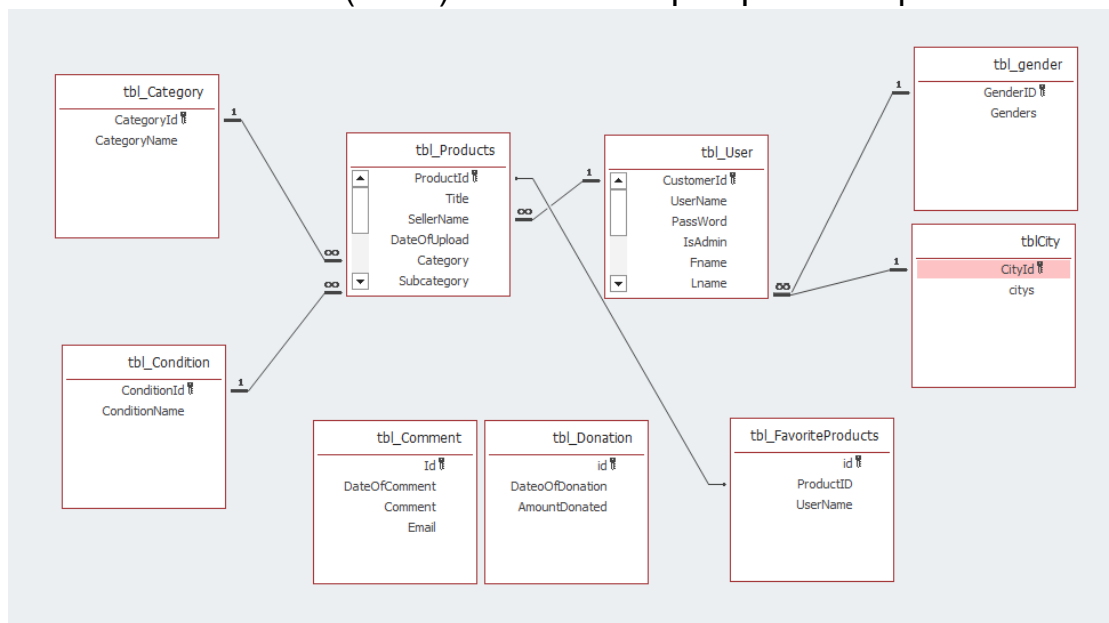 tbl_Category
CategoryId
CategoryName
tbl_Products
ProductId
Title
SellerName
DateOfUpload
Category
Subcategory
tbl_User
CustomerId
UserName
PassWord
IsAdmin
Fname
Lname
tbl_gender
GenderID
Genders
tblCity
CityId
citys
tbl_Condition
ConditionId
ConditionName
tbl_Comment
Id
DateOfComment
Comment
Email
tbl_Donation
id
DateoOfDonation
AmountDonated
tbl_FavoriteProducts
id
ProductID
UserName
1
∞
∞
1
∞
1
1
1
∞